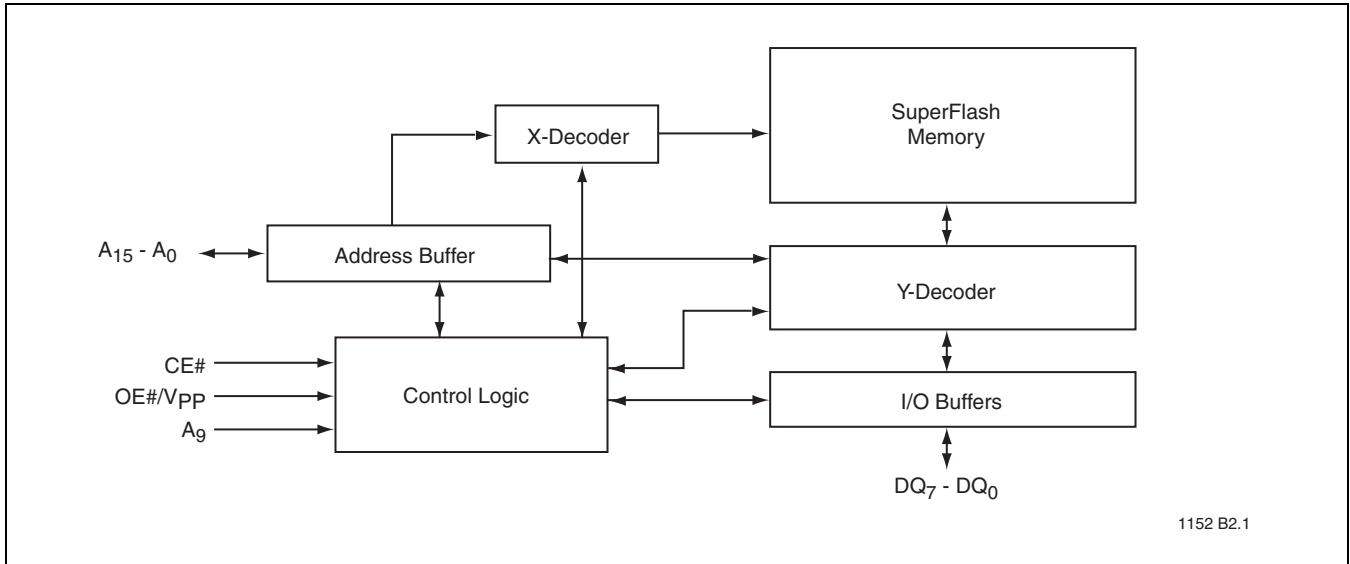 SuperFlash
Memory
X-Decoder
A15 - A0
Address Buffer
Y-Decoder
CE#
OE#/VPP
A9
Control Logic
I/O Buffers
DQ7 - DQ0
1152 B2.1